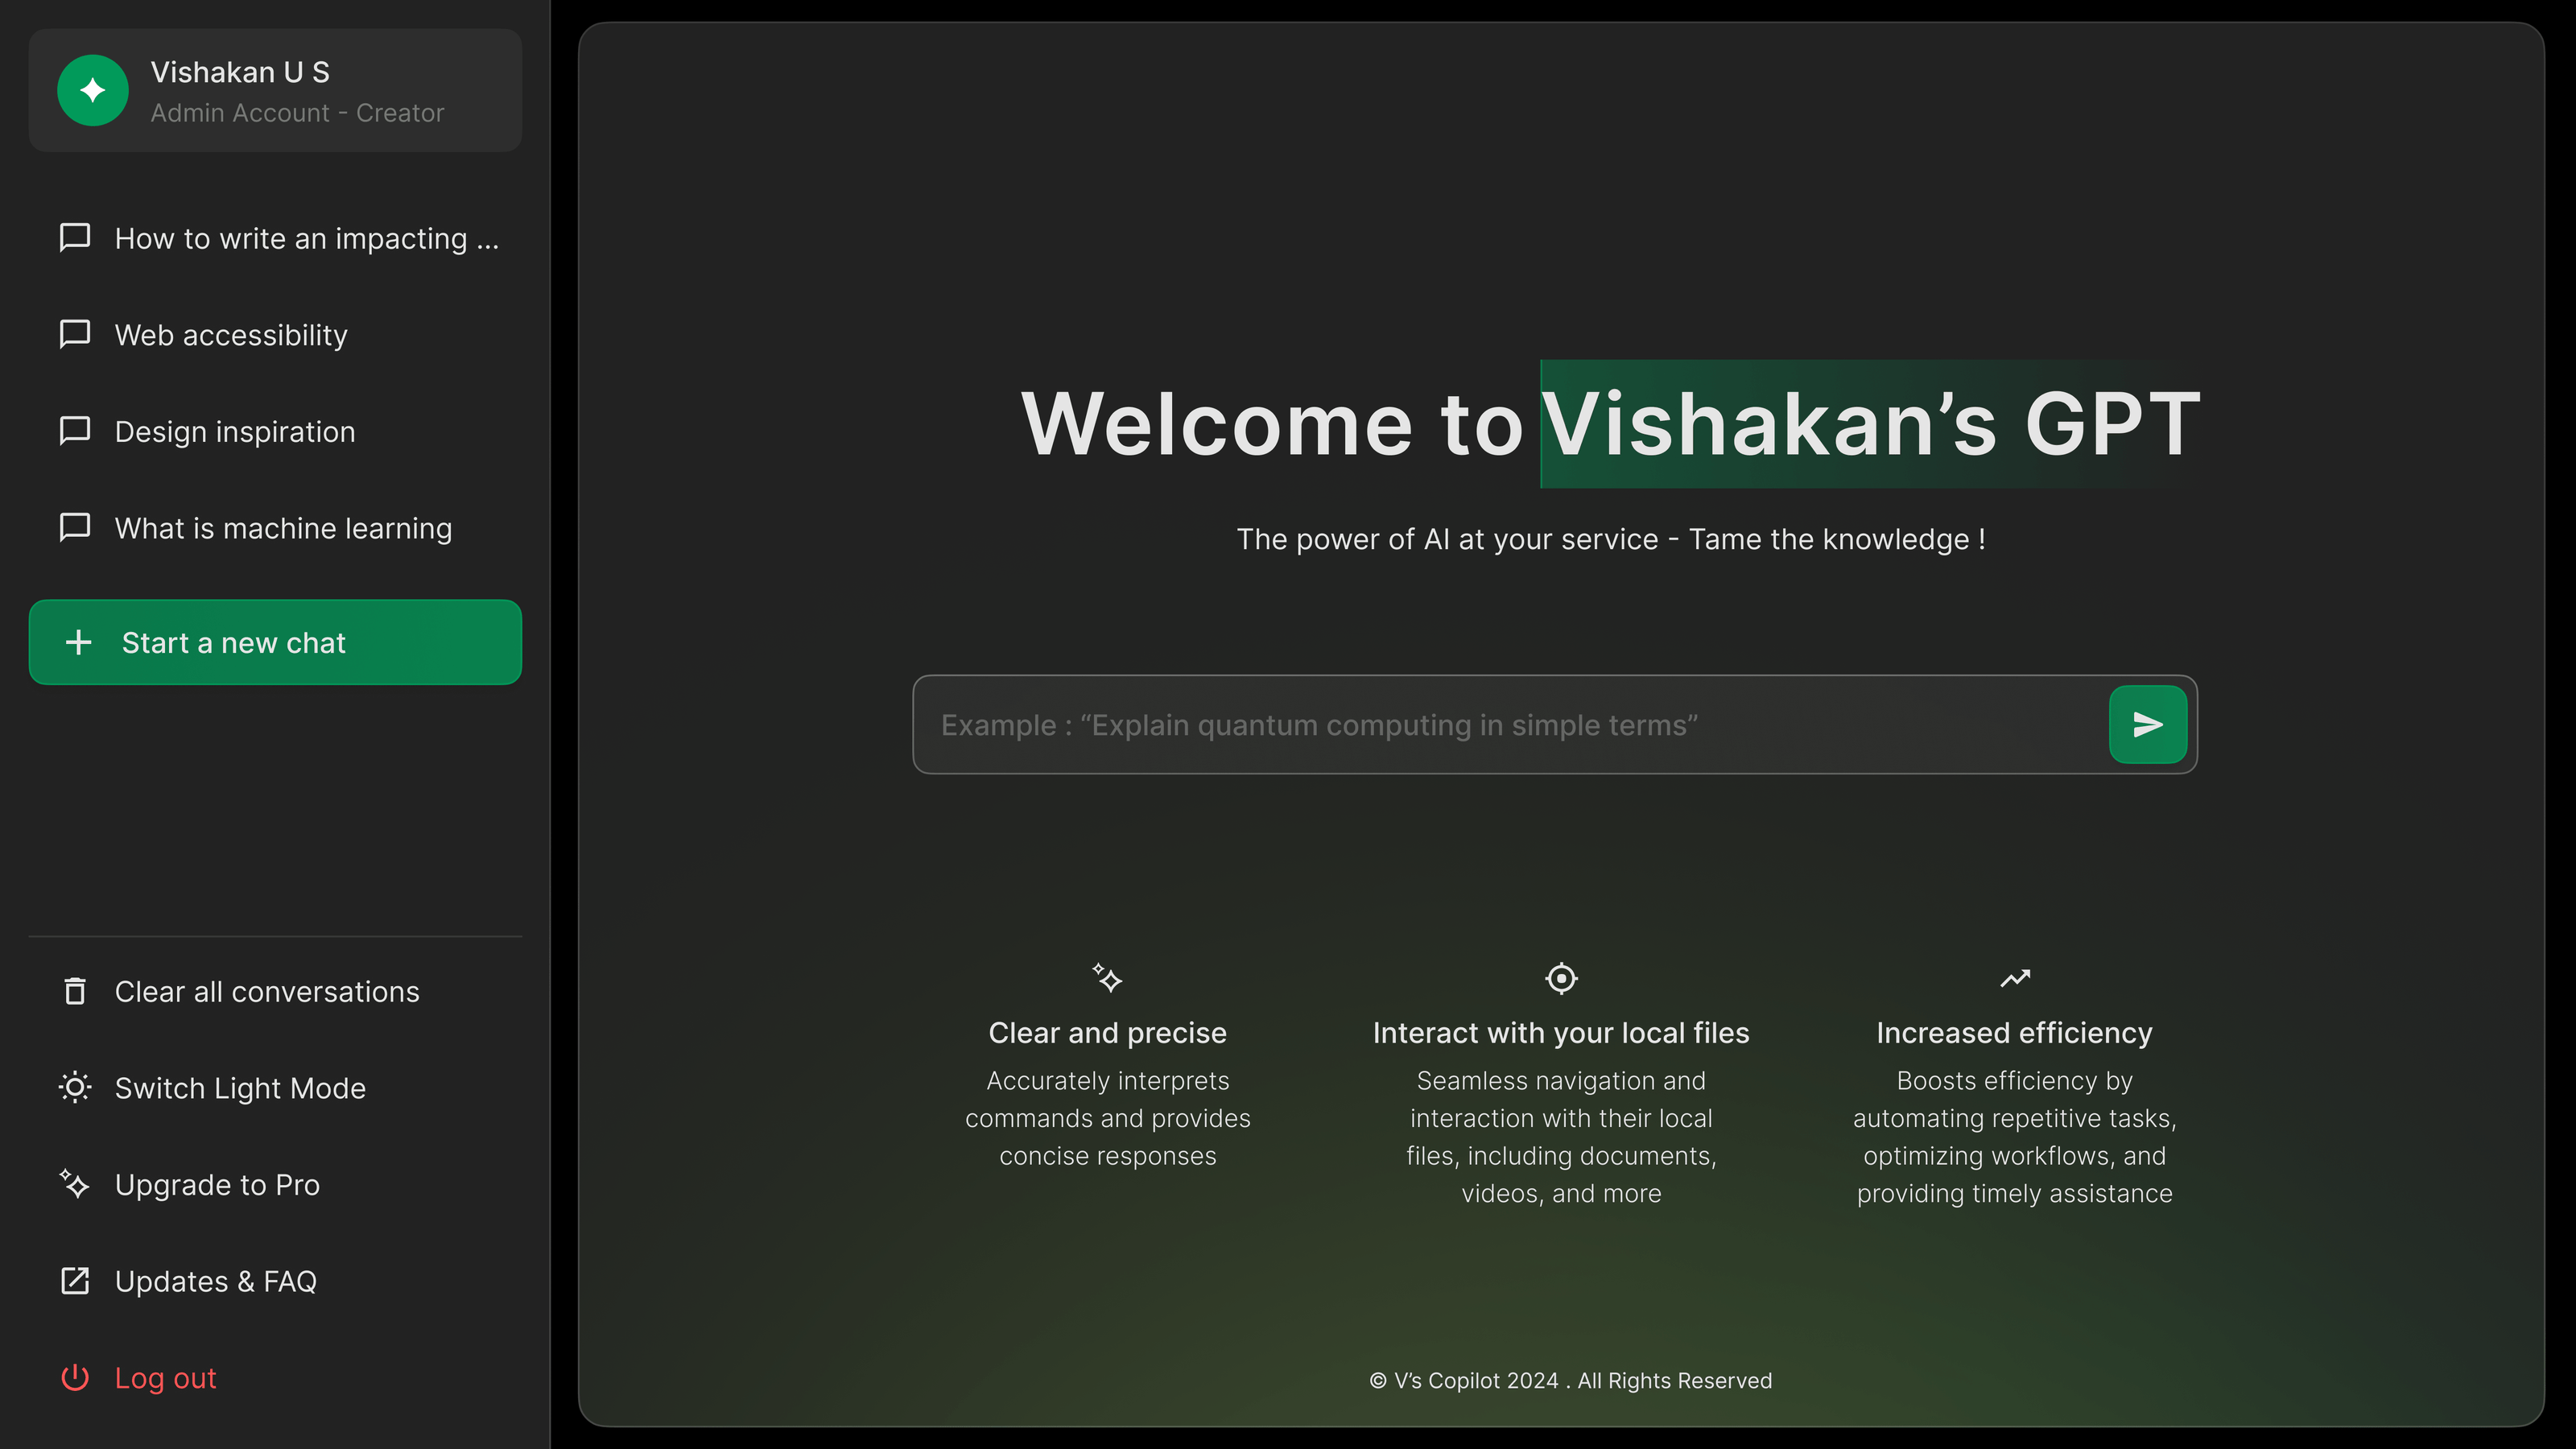 Vishakan U S
Admin Account - Creator
How to write an impacting ...
Web accessibility
Design inspiration
What is machine learning
Start a new chat
Clear all conversations
Switch Light Mode
Upgrade to Pro
Updates & FAQ
Log out
Welcome to Vishakan’s GPT
The power of AI at your service - Tame the knowledge !
Example : “Explain quantum computing in simple terms”
Clear and precise
Accurately interprets
commands and provides
concise responses
Interact with your local files
Seamless navigation and
interaction with their local
files, including documents,
videos, and more
Increased efficiency
Boosts efficiency by
automating repetitive tasks,
optimizing workflows, and
providing timely assistance
© V’s Copilot 2024 . All Rights Reserved